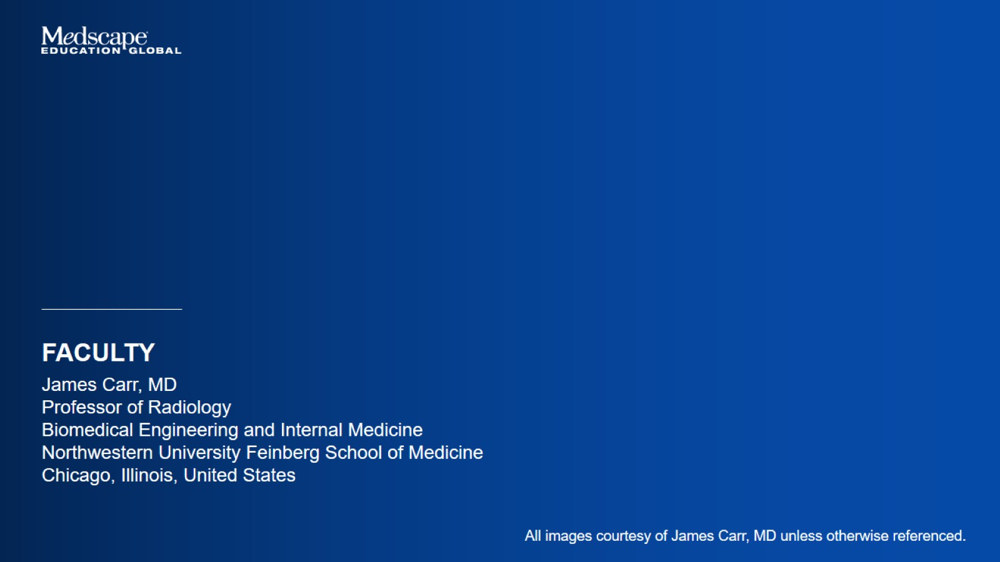 Medscape
EDUCATION GLOBAL
FACULTY
James Carr, MD
Professor of Radiology
Biomedical Engineering and Internal Medicine
Northwestern University Feinberg School of Medicine
Chicago, Illinois, United States
All images courtesy of James Carr, MD unless otherwise referenced.